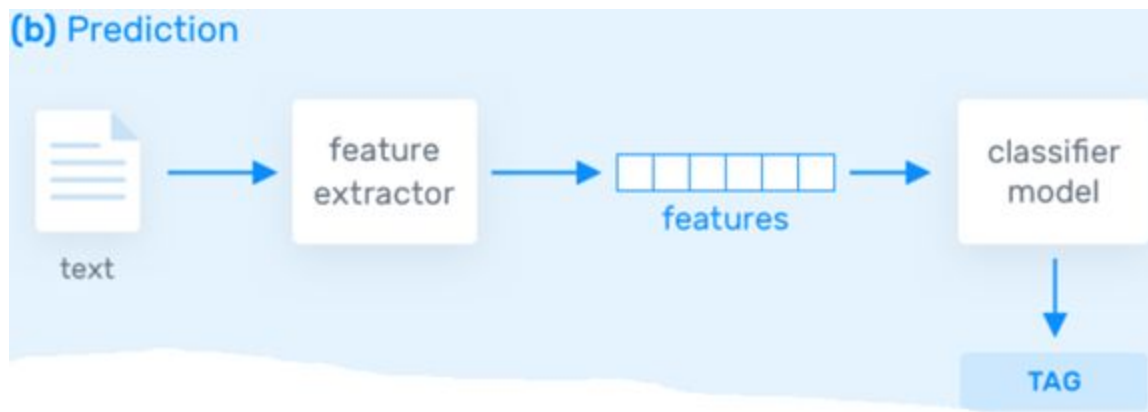 (b) Prediction
feature
extractor
classifier
model
features
text
TAG